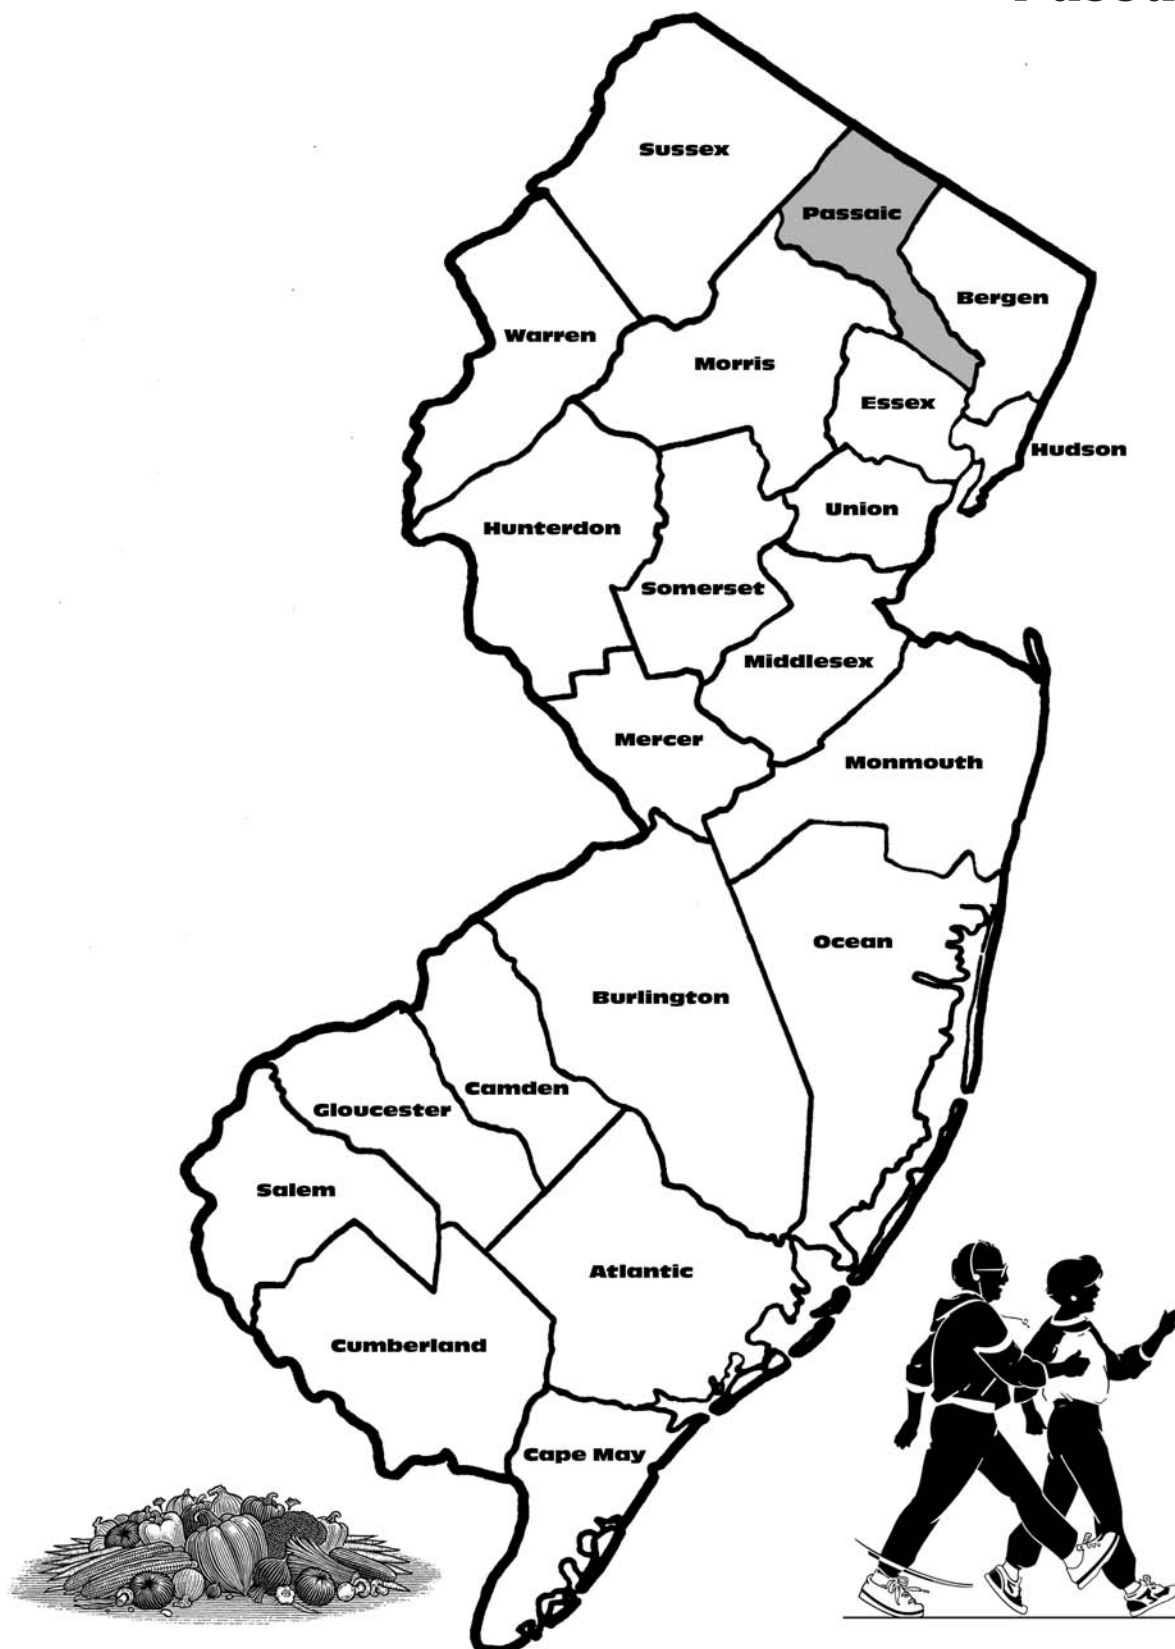 Sussex
Passaic
Bergen
Warren
Morris
Essex
Hudson
Union
Hunterdon
Somerset
Middlesex
Mercer
Monmouth
Ocean
Burlington
Camden
Gloucester
Salem
Atlantic
Cumberland
Cape May